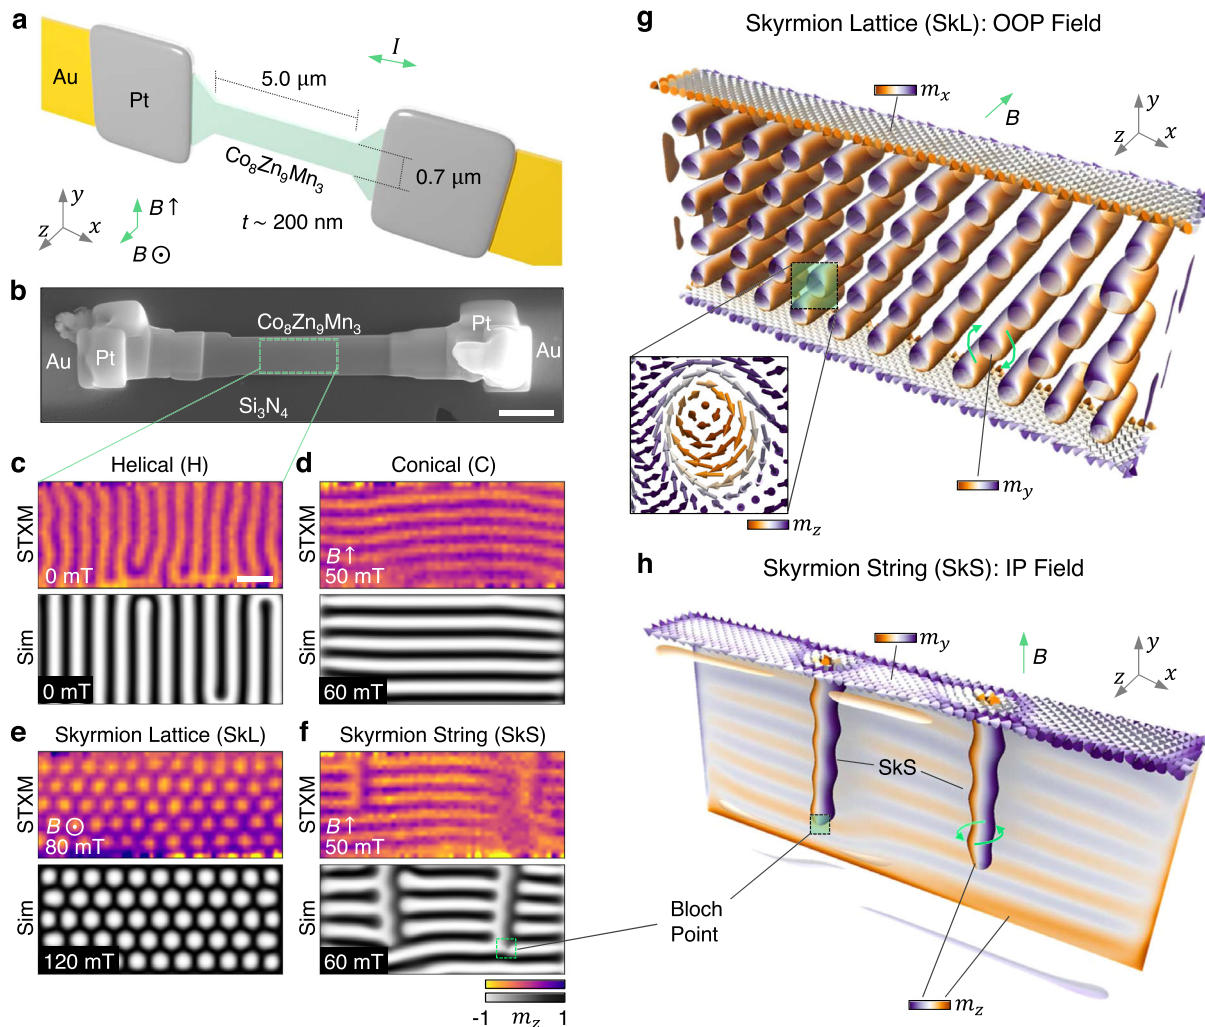 a
Au
Pt
5.0 μm
I
Co₈Zn₉Mn₃
0.7 μm
t ~ 200 nm
y
z
x
B ↑
B ⊙
b
Co₈Zn₉Mn₃
Pt
Au
Pt
Au
Si₃N₄
c
Helical (H)
STXM
0 mT
Sim
0 mT
d
Conical (C)
STXM
B ↑
50 mT
Sim
60 mT
e
Skyrmion Lattice (SkL)
STXM
B ⊙
80 mT
Sim
120 mT
f
Skyrmion String (SkS)
STXM
B ↑
50 mT
Sim
60 mT
-1 mz 1
g
Skyrmion Lattice (SkL): OOP Field
mx
B
y
z
x
my
mz
h
Skyrmion String (SkS): IP Field
my
B
y
z
x
SkS
Bloch
Point
mz